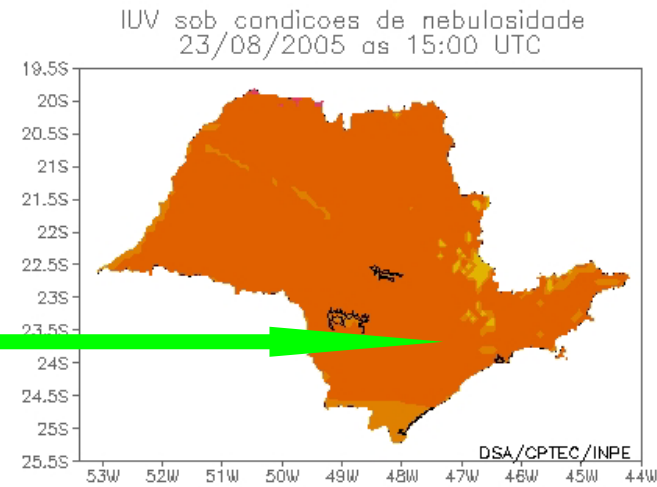 IUV sob condicoes de nebulosidade
23/08/2005 as 15:00 UTC
19.5S
20S
20.5S
21S
21.5S
22S
22.5S
23S
23.5S
24S
24.5S
25S
25.5S
DSA/CPTEC/INPE
53W 52W 51W 50W 49W 48W 47W 46W 45W 44W